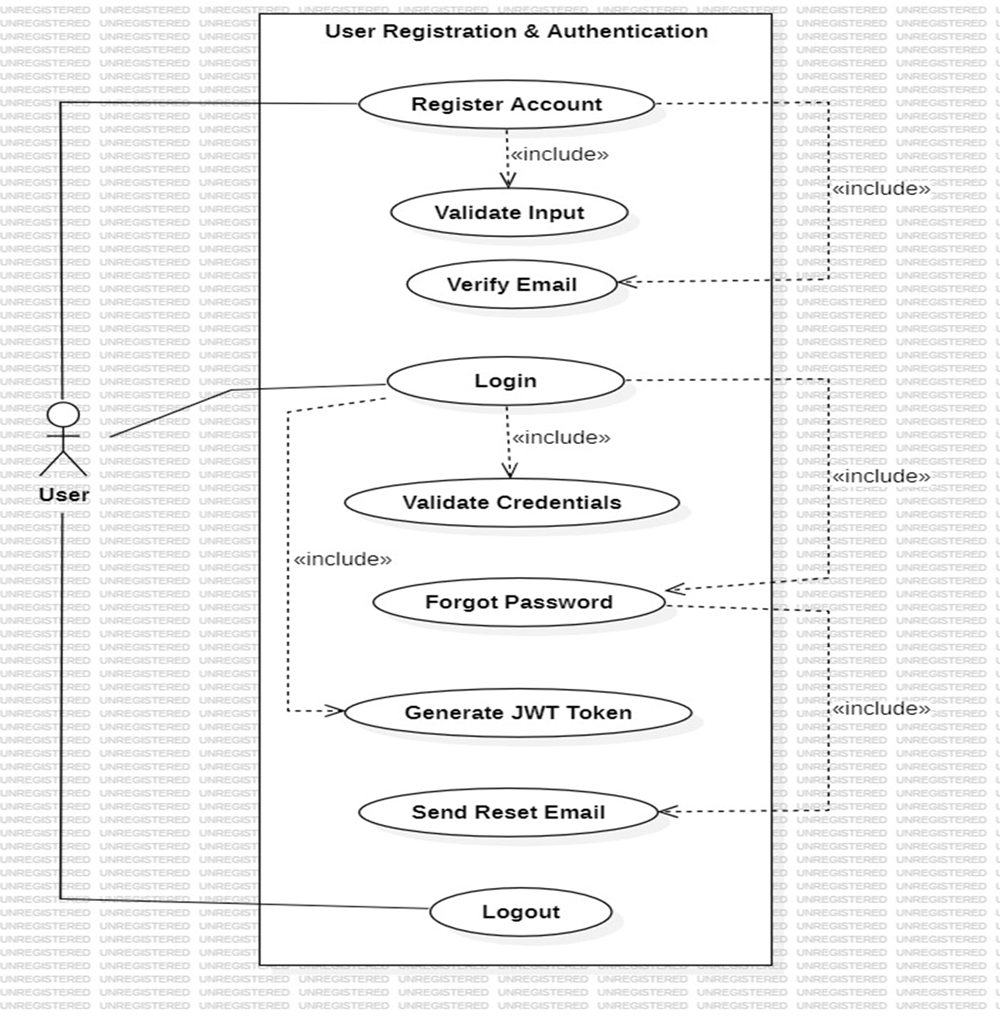 User Registration & Authentication
Register Account
«include»
«include»
Validate Input
Verify Email
Login
«include»
«include»
Validate Credentials
User
«include»
Forgot Password
Generate JWT Token
«include»
Send Reset Email
Logout
UNREGISTERED